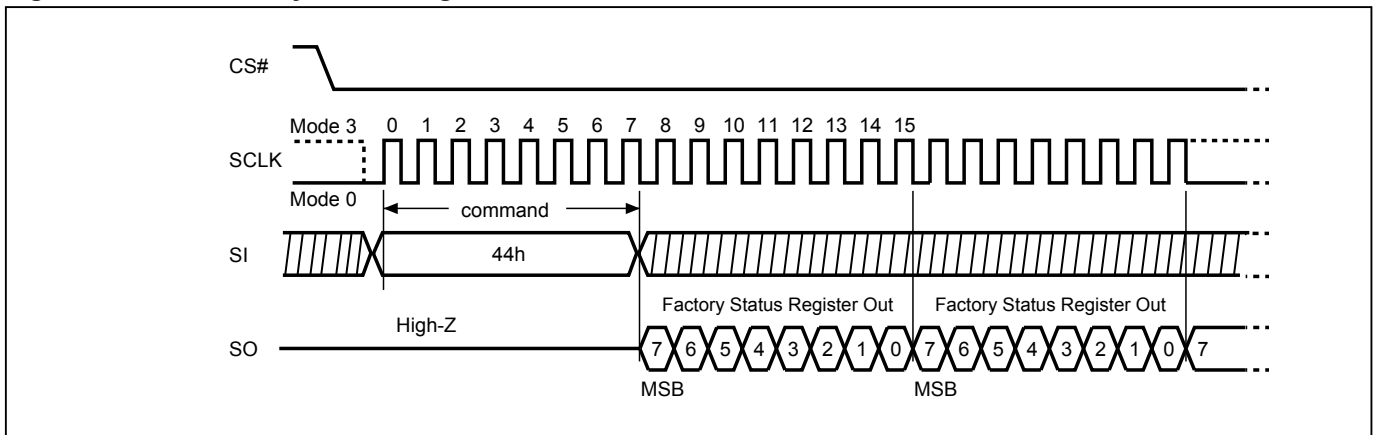 CS#
Mode 3 0 1 2 3 4 5 6 7 8 9 10 11 12 13 14 15
SCLK
Mode 0
command
SI 44h
Factory Status Register Out Factory Status Register Out
High-Z
SO 7 6 5 4 3 2 1 0 7 6 5 4 3 2 1 0 7
MSB MSB